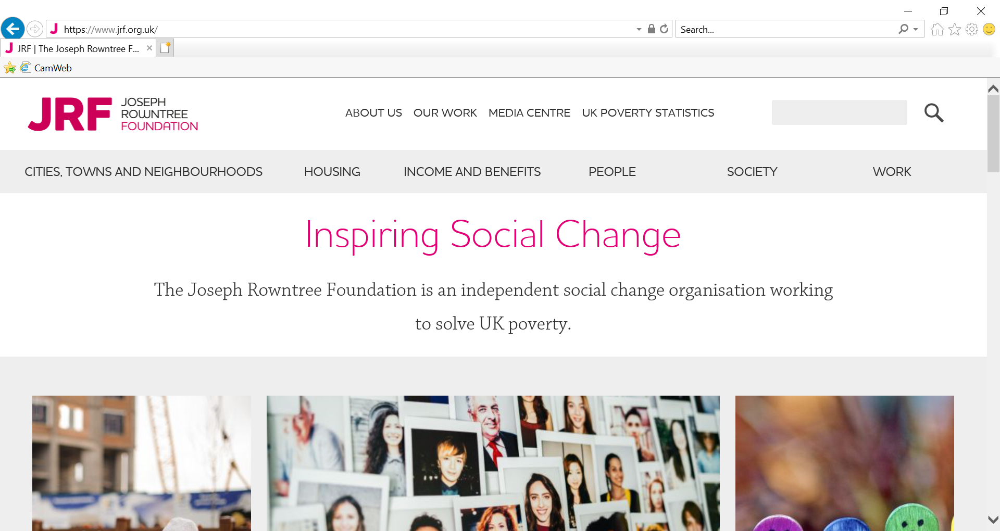 https://www.jrf.org.uk/
Search...
JRF | The Joseph Rowntree F...
CamWeb
JRF JOSEPH
ROWNTREE
FOUNDATION
ABOUT US OUR WORK MEDIA CENTRE UK POVERTY STATISTICS
CITIES, TOWNS AND NEIGHBOURHOODS HOUSING INCOME AND BENEFITS PEOPLE SOCIETY WORK
Inspiring Social Change
The Joseph Rowntree Foundation is an independent social change organisation working
to solve UK poverty.